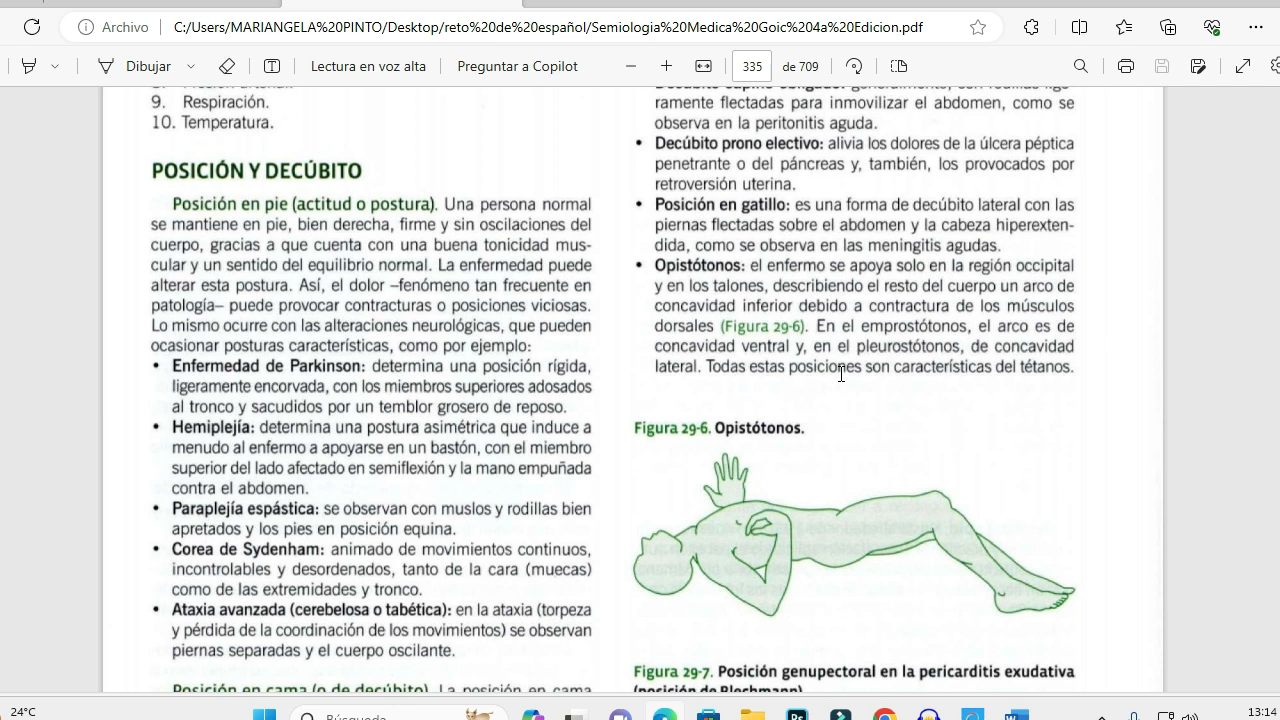 Archivo
C:/Users/MARIANGELA%20PINTO/Desktop/reto%20de%20español/Semiologia%20Medica%20Goic%204a%20Edicion.pdf
Dibujar
Lectura en voz alta
Preguntar a Copilot
335
de 709
9. Respiración.
10. Temperatura.
POSICIÓN Y DECÚBITO
Posición en pie (actitud o postura). Una persona normal
se mantiene en pie, bien derecha, firme y sin oscilaciones del
cuerpo, gracias a que cuenta con una buena tonicidad mus-
cular y un sentido del equilibrio normal. La enfermedad puede
alterar esta postura. Así, el dolor –fenómeno tan frecuente en
patología– puede provocar contracturas o posiciones viciosas.
Lo mismo ocurre con las alteraciones neurológicas, que pueden
ocasionar posturas características, como por ejemplo:
• Enfermedad de Parkinson: determina una posición rígida,
ligeramente encorvada, con los miembros superiores adosados
al tronco y sacudidos por un temblor grosero de reposo.
• Hemiplejía: determina una postura asimétrica que induce a
menudo al enfermo a apoyarse en un bastón, con el miembro
superior del lado afectado en semiflexión y la mano empuñada
contra el abdomen.
• Paraplejía espástica: se observan con muslos y rodillas bien
apretados y los pies en posición equina.
• Corea de Sydenham: animado de movimientos continuos,
incontrolables y desordenados, tanto de la cara (muecas)
como de las extremidades y tronco.
• Ataxia avanzada (cerebelosa o tabética): en la ataxia (torpeza
y pérdida de la coordinación de los movimientos) se observan
piernas separadas y el cuerpo oscilante.
Posición en cama (o de decúbito). La posición en cama
ramente flectadas para inmovilizar el abdomen, como se
observa en la peritonitis aguda.
• Decúbito prono electivo: alivia los dolores de la úlcera péptica
penetrante o del páncreas y, también, los provocados por
retroversión uterina.
• Posición en gatillo: es una forma de decúbito lateral con las
piernas flectadas sobre el abdomen y la cabeza hiperexten-
dida, como se observa en las meningitis agudas.
• Opistótonos: el enfermo se apoya solo en la región occipital
y en los talones, describiendo el resto del cuerpo un arco de
concavidad inferior debido a contractura de los músculos
dorsales (Figura 29-6). En el emprostótonos, el arco es de
concavidad ventral y, en el pleurostótonos, de concavidad
lateral. Todas estas posiciones son características del tétanos.
Figura 29-6. Opistótonos.
Figura 29-7. Posición genupectoral en la pericarditis exudativa
(posición de Blechmann)
24°C
Búsqueda
13:14